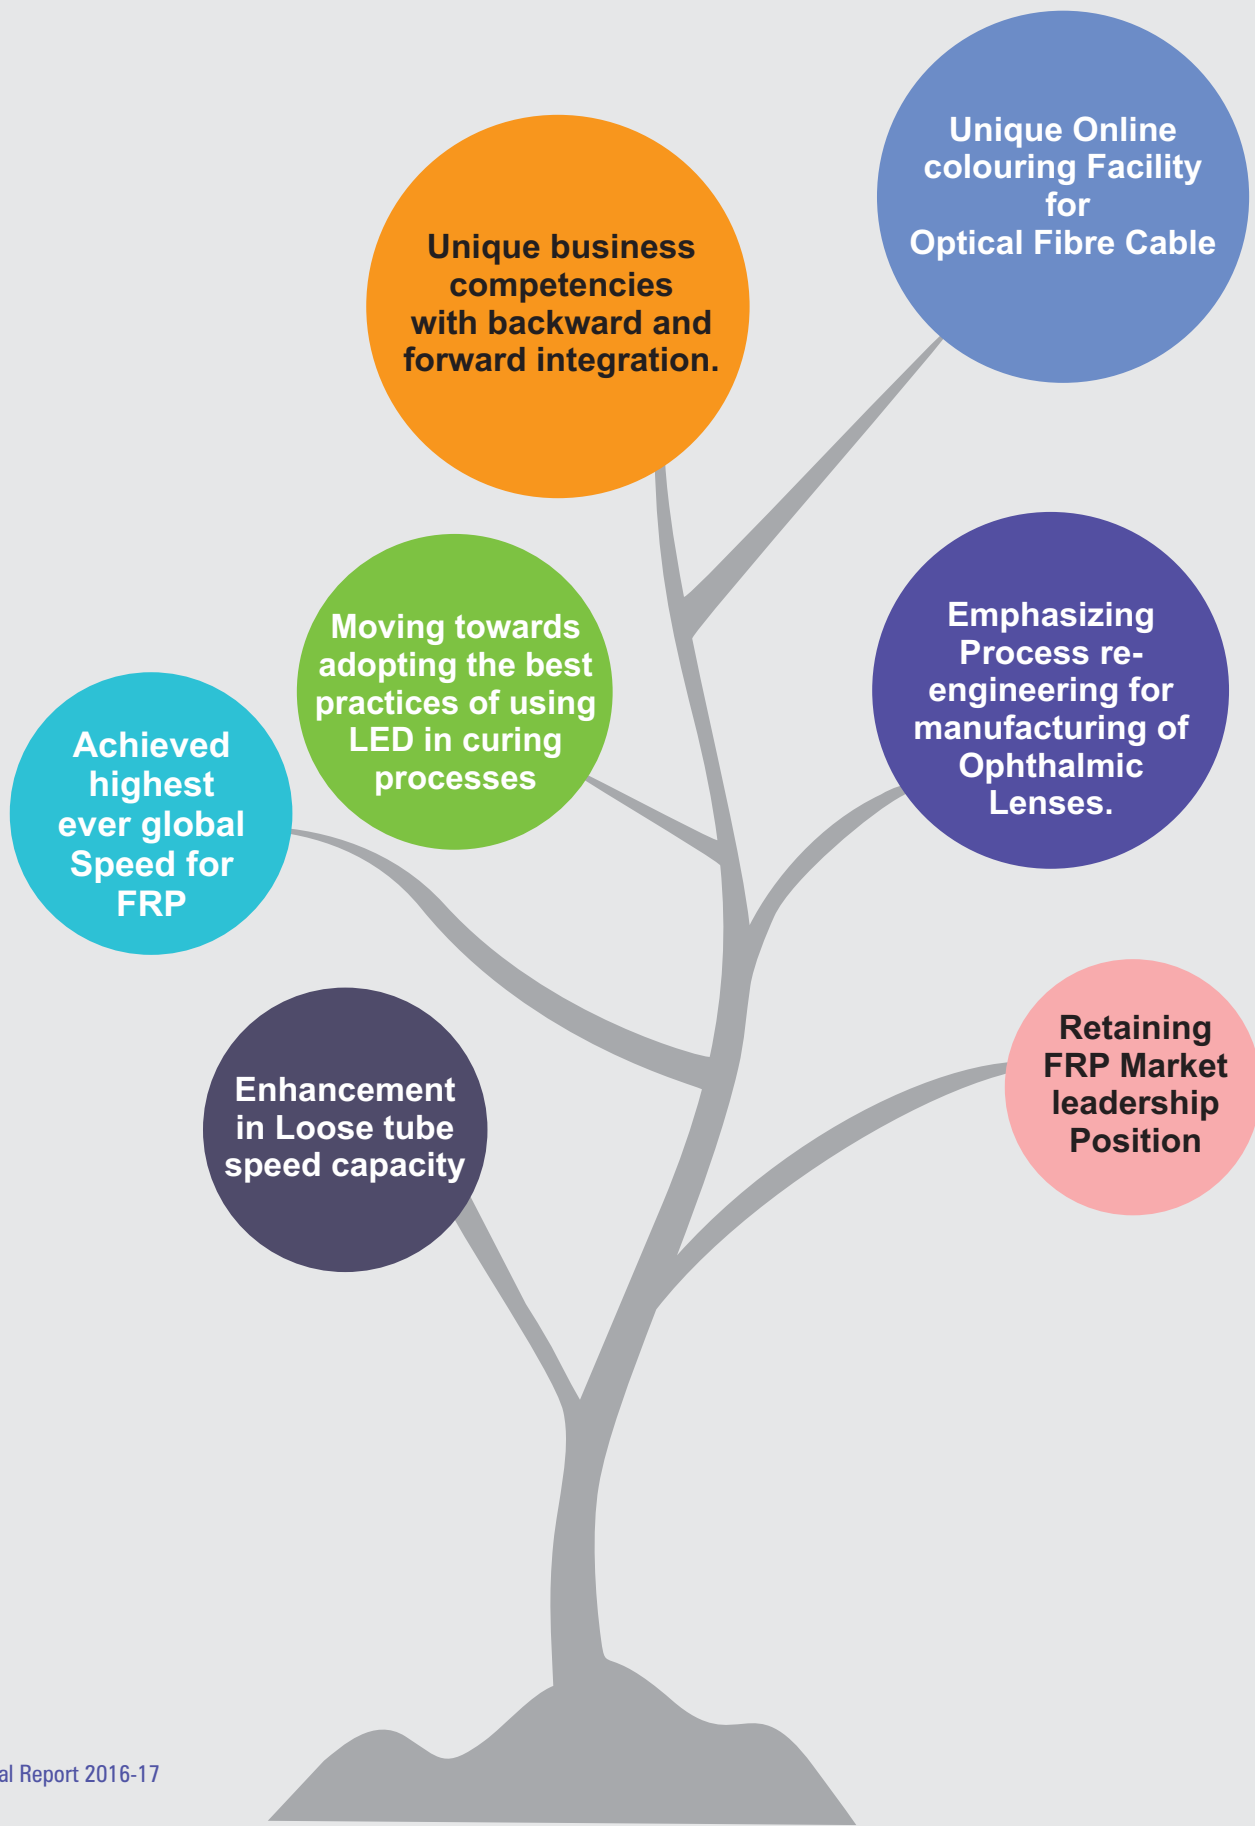 Unique Online
colouring Facility
for
Optical Fibre Cable
Unique business
competencies
with backward and
forward integration.
Moving towards
adopting the best
practices of using
LED in curing
processes
Emphasizing
Process re-
engineering for
manufacturing of
Ophthalmic
Lenses.
Achieved
highest
ever global
Speed for
FRP
Enhancement
in Loose tube
speed capacity
Retaining
FRP Market
leadership
Position
al Report 2016-17